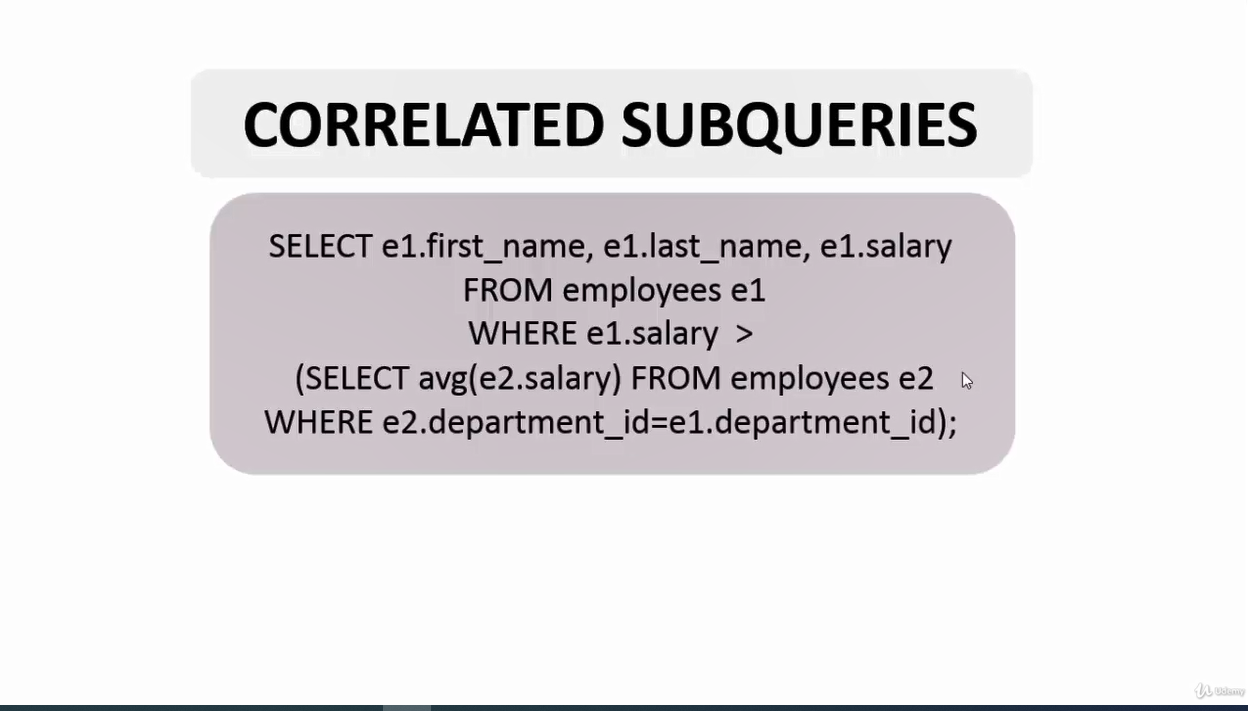 CORRELATED SUBQUERIES
SELECT e1.first_name, e1.last_name, e1.salary
FROM employees e1
WHERE e1.salary >
(SELECT avg(e2.salary) FROM employees e2
WHERE e2.department_id=e1.department_id);
Udemy